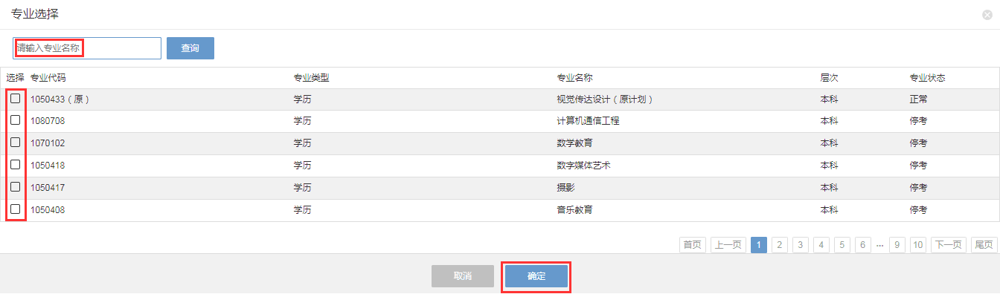 专业选择
请输入专业名称 查询
选择 专业代码 专业类型 专业名称 层次 专业状态
1050433（原） 学历 视觉传达设计（原计划） 本科 正常
1080708 学历 计算机通信工程 本科 停考
1070102 学历 数学教育 本科 停考
1050418 学历 数字媒体艺术 本科 停考
1050417 学历 摄影 本科 停考
1050408 学历 音乐教育 本科 停考
首页 上一页 1 2 3 4 5 6 ... 9 10 下一页 尾页
取消 确定